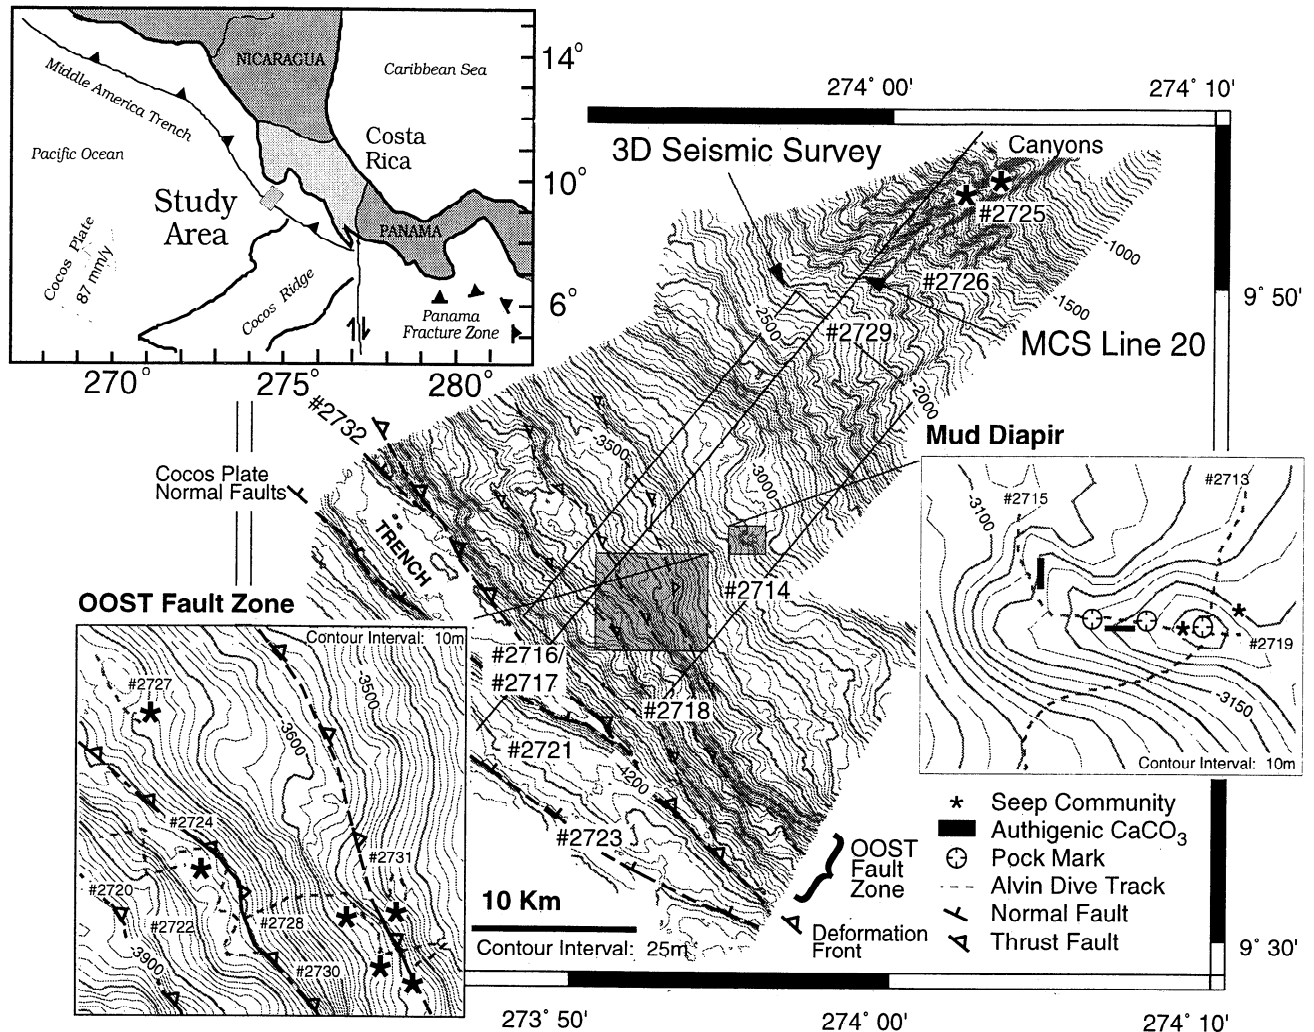 NICARAGUA
Caribbean Sea
Middle America Trench
Pacific Ocean
Costa
Rica
Study
Area
PANAMA
Cocos Plate
87 mm/y
Cocos Ridge
Panama
Fracture Zone
14°
10°
6°
270°
275°
280°
274° 00'
274° 10'
3D Seismic Survey
Canyons
#2725
#2726
#2729
MCS Line 20
-1000
-1500
-2000
-2500
-3000
-3500
9° 50'
#2732
Cocos Plate
Normal Faults
TRENCH
#2714
#2716/
#2717
#2718
#2721
-4200
#2723
Mud Diapir
#2713
#2715
-3100
#2719
-3150
Contour Interval: 10m
OOST Fault Zone
Contour Interval: 10m
-3500
#2727
-3600
#2724
#2731
#2720
#2722
#2728
-3900
#2730
10 Km
Contour Interval: 25m
OOST
Fault
Zone
Deformation
Front
Seep Community
Authigenic CaCO3
Pock Mark
Alvin Dive Track
Normal Fault
Thrust Fault
9° 30'
273° 50'
274° 00'
274° 10'